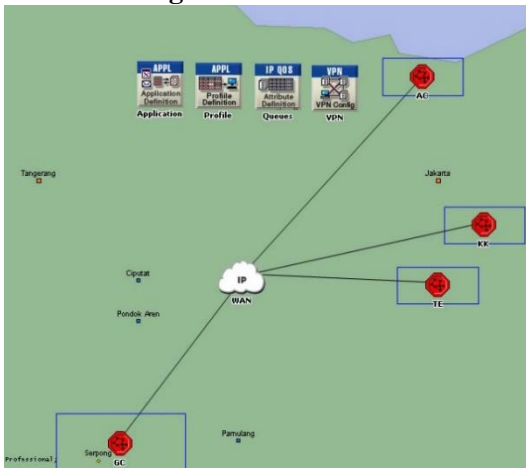 APPL
Application
Definition
Application
APPL
Profile
Definition
Profile
IP QOS
Attribute
Definition
Queues
VPN
VPN Config
VPN
AO
Tangerang
Jakarta
KK
Ciputat
IP
WAN
TE
Pondok Aren
Pamulang
Serpong
GC
Professional;